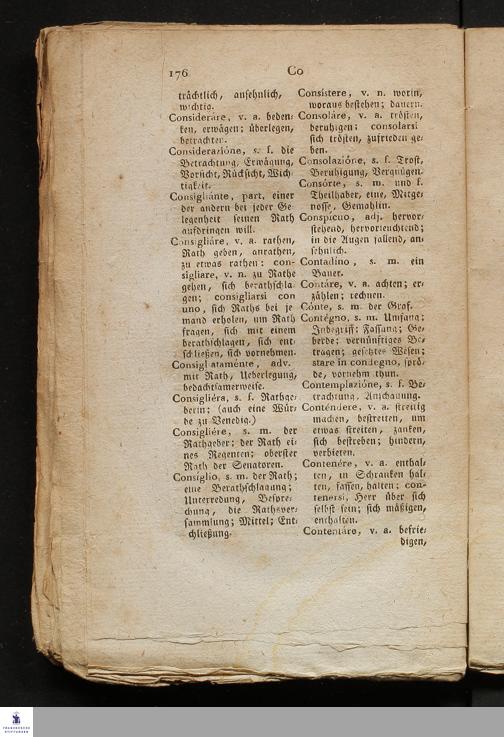 176
Co
trächtlich, ansehnlich,
wichtig.
Consideráre, v. a. beden-
ken, erwägen; überlegen,
betrachten.
Considerazióne, s. f. die
Betrachtung, Erwägung,
Vorsicht, Rücksicht, Wich-
tigkeit.
Consigliánte, part. einer
der andern bei jeder Ge-
legenheit seinen Rath
aufdringen will.
Consigliáre, v. a. rathen,
Rath geben, anrathen,
zu etwas rathen: con-
sigliare, v. n. zu Rathe
gehen, sich berathschla-
gen; consigliarsi con
uno, sich Raths bei je
mand erholen, um Rath
fragen, sich mit einem
berathschlagen, sich ent-
schließen, sich vornehmen.
Consigliataménte, adv.
mit Rath, Ueberlegung,
bedachtsamerweise.
Consigliéra, s. f. Rathge-
berin; (auch eine Wür-
de zu Venedig.)
Consigliére, s. m. der
Rathgeber; der Rath ei-
nes Regenten; oberster
Rath der Senatoren.
Consíglio, s. m. der Rath;
eine Berathschlagung;
Unterredung, Bespre-
chung, die Rathsver-
sammlung; Mittel; Ent-
schließung.
Consístere, v. n. worin,
woraus bestehen; dauern.
Consoláre, v. a. trösten,
beruhigen; consolarsi
sich trösten, zufrieden ge-
ben.
Consolazióne, s. f. Trost,
Beruhigung, Vergnügen.
Consórte, s. m. und f.
Theilhaber, eine, Mitge-
nosse, Gemahlin.
Conspícuo, adj. hervor-
stehend, hervorleuchtend;
in die Augen fallend, an-
sehnlich.
Contadíno, s. m. ein
Bauer.
Contáre, v. a. achten; er-
zählen; rechnen.
Cónte, s. m. der Graf.
Contégno, s. m. Umfang;
Inbegriff; Fassung; Ge-
berde; vernünftiges Be-
tragen; gesetztes Wesen;
stare in contegno, sprö-
de, vornehm thun.
Contemplazióne, s. f. Be-
trachtung, Anschauung.
Conténdere, v. a. streitig
machen, bestreiten, um
etwas streiten, zanken,
sich bestreben; hindern,
verbieten.
Contenére, v. a. enthal-
ten, in Schranken hal-
ten, fassen, halten; con-
tenersi, Herr über sich
selbst sein; sich mäßigen,
enthalten.
Contentáre, v. a. befrie-
digen,
FRANCKESCHE
STIFTUNGEN